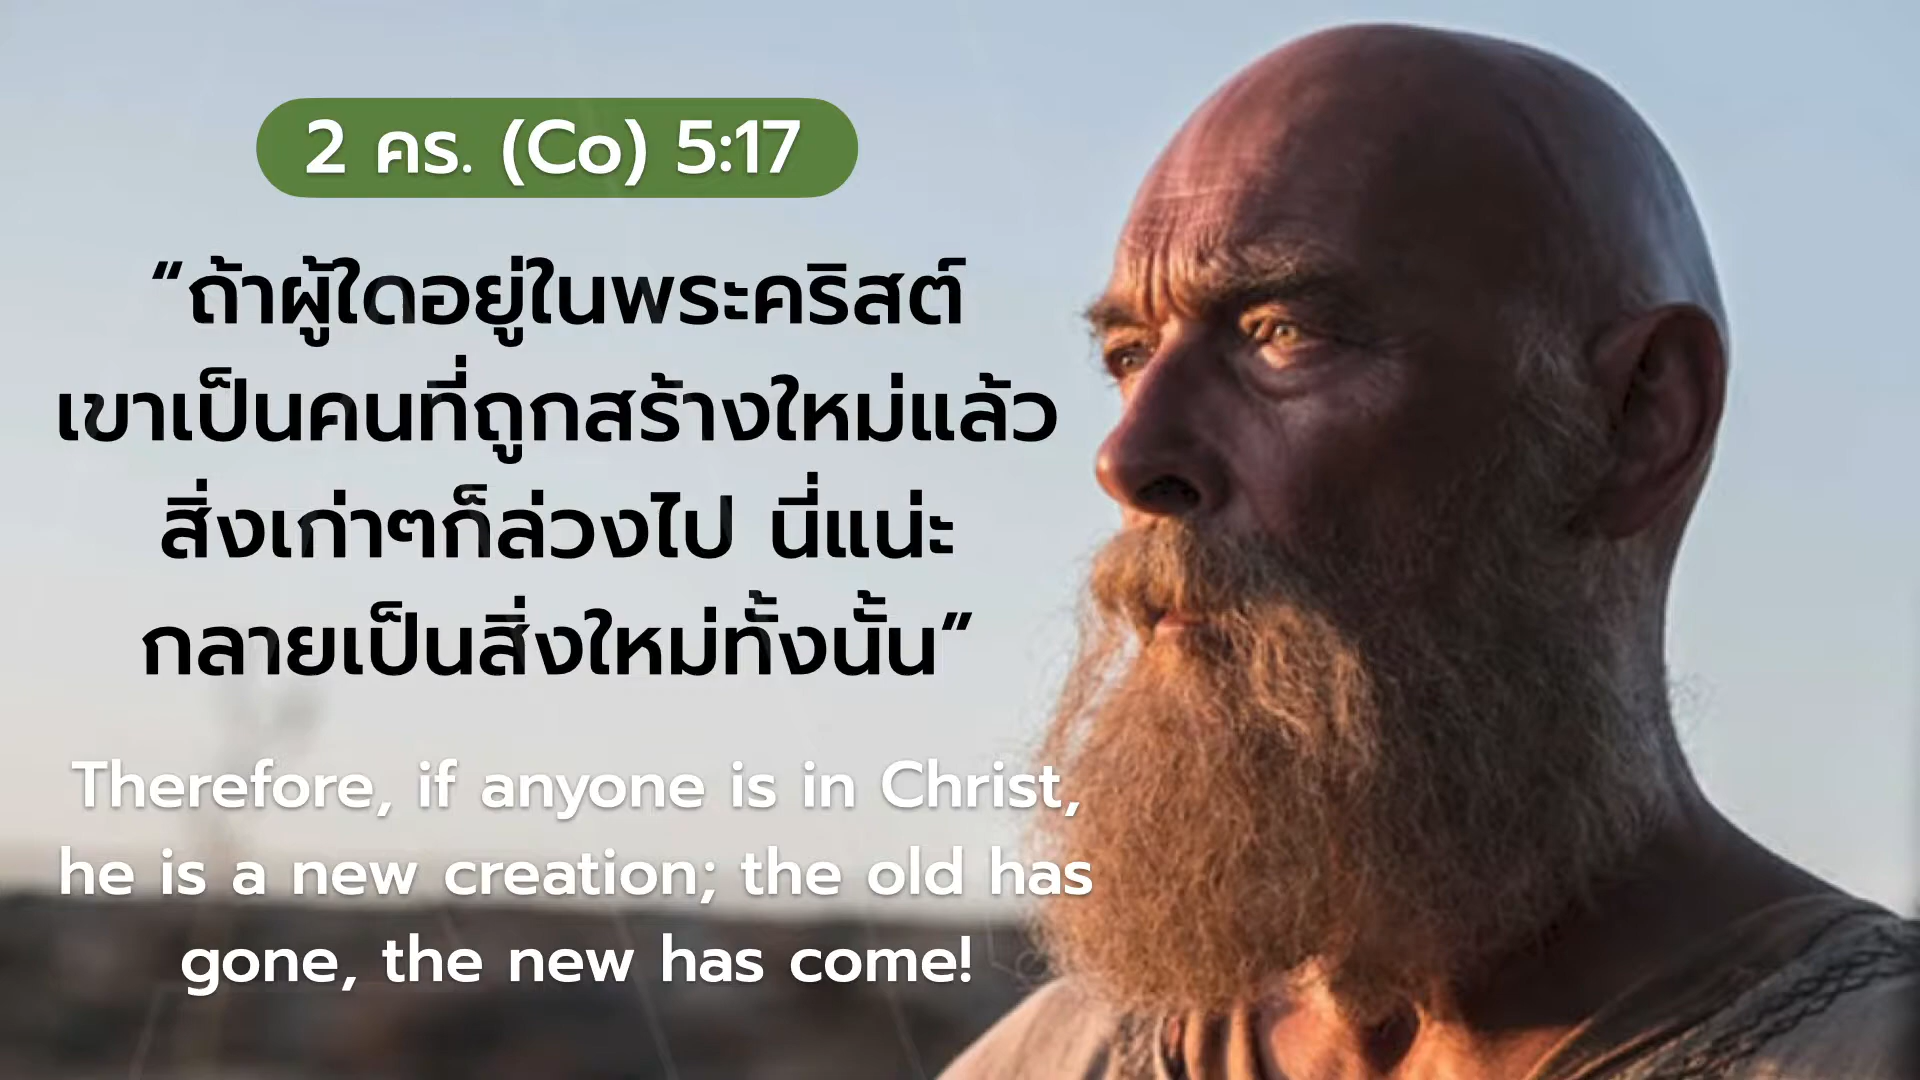 2 คร. (Co) 5:17
“ถ้าผู้ใดอยู่ในพระคริสต์
เขาเป็นคนที่ถูกสร้างใหม่แล้ว
สิ่งเก่าๆก็ล่วงไป นี่แน่ะ
กลายเป็นสิ่งใหม่ทั้งนั้น”
Therefore, if anyone is in Christ,
he is a new creation; the old has
gone, the new has come!